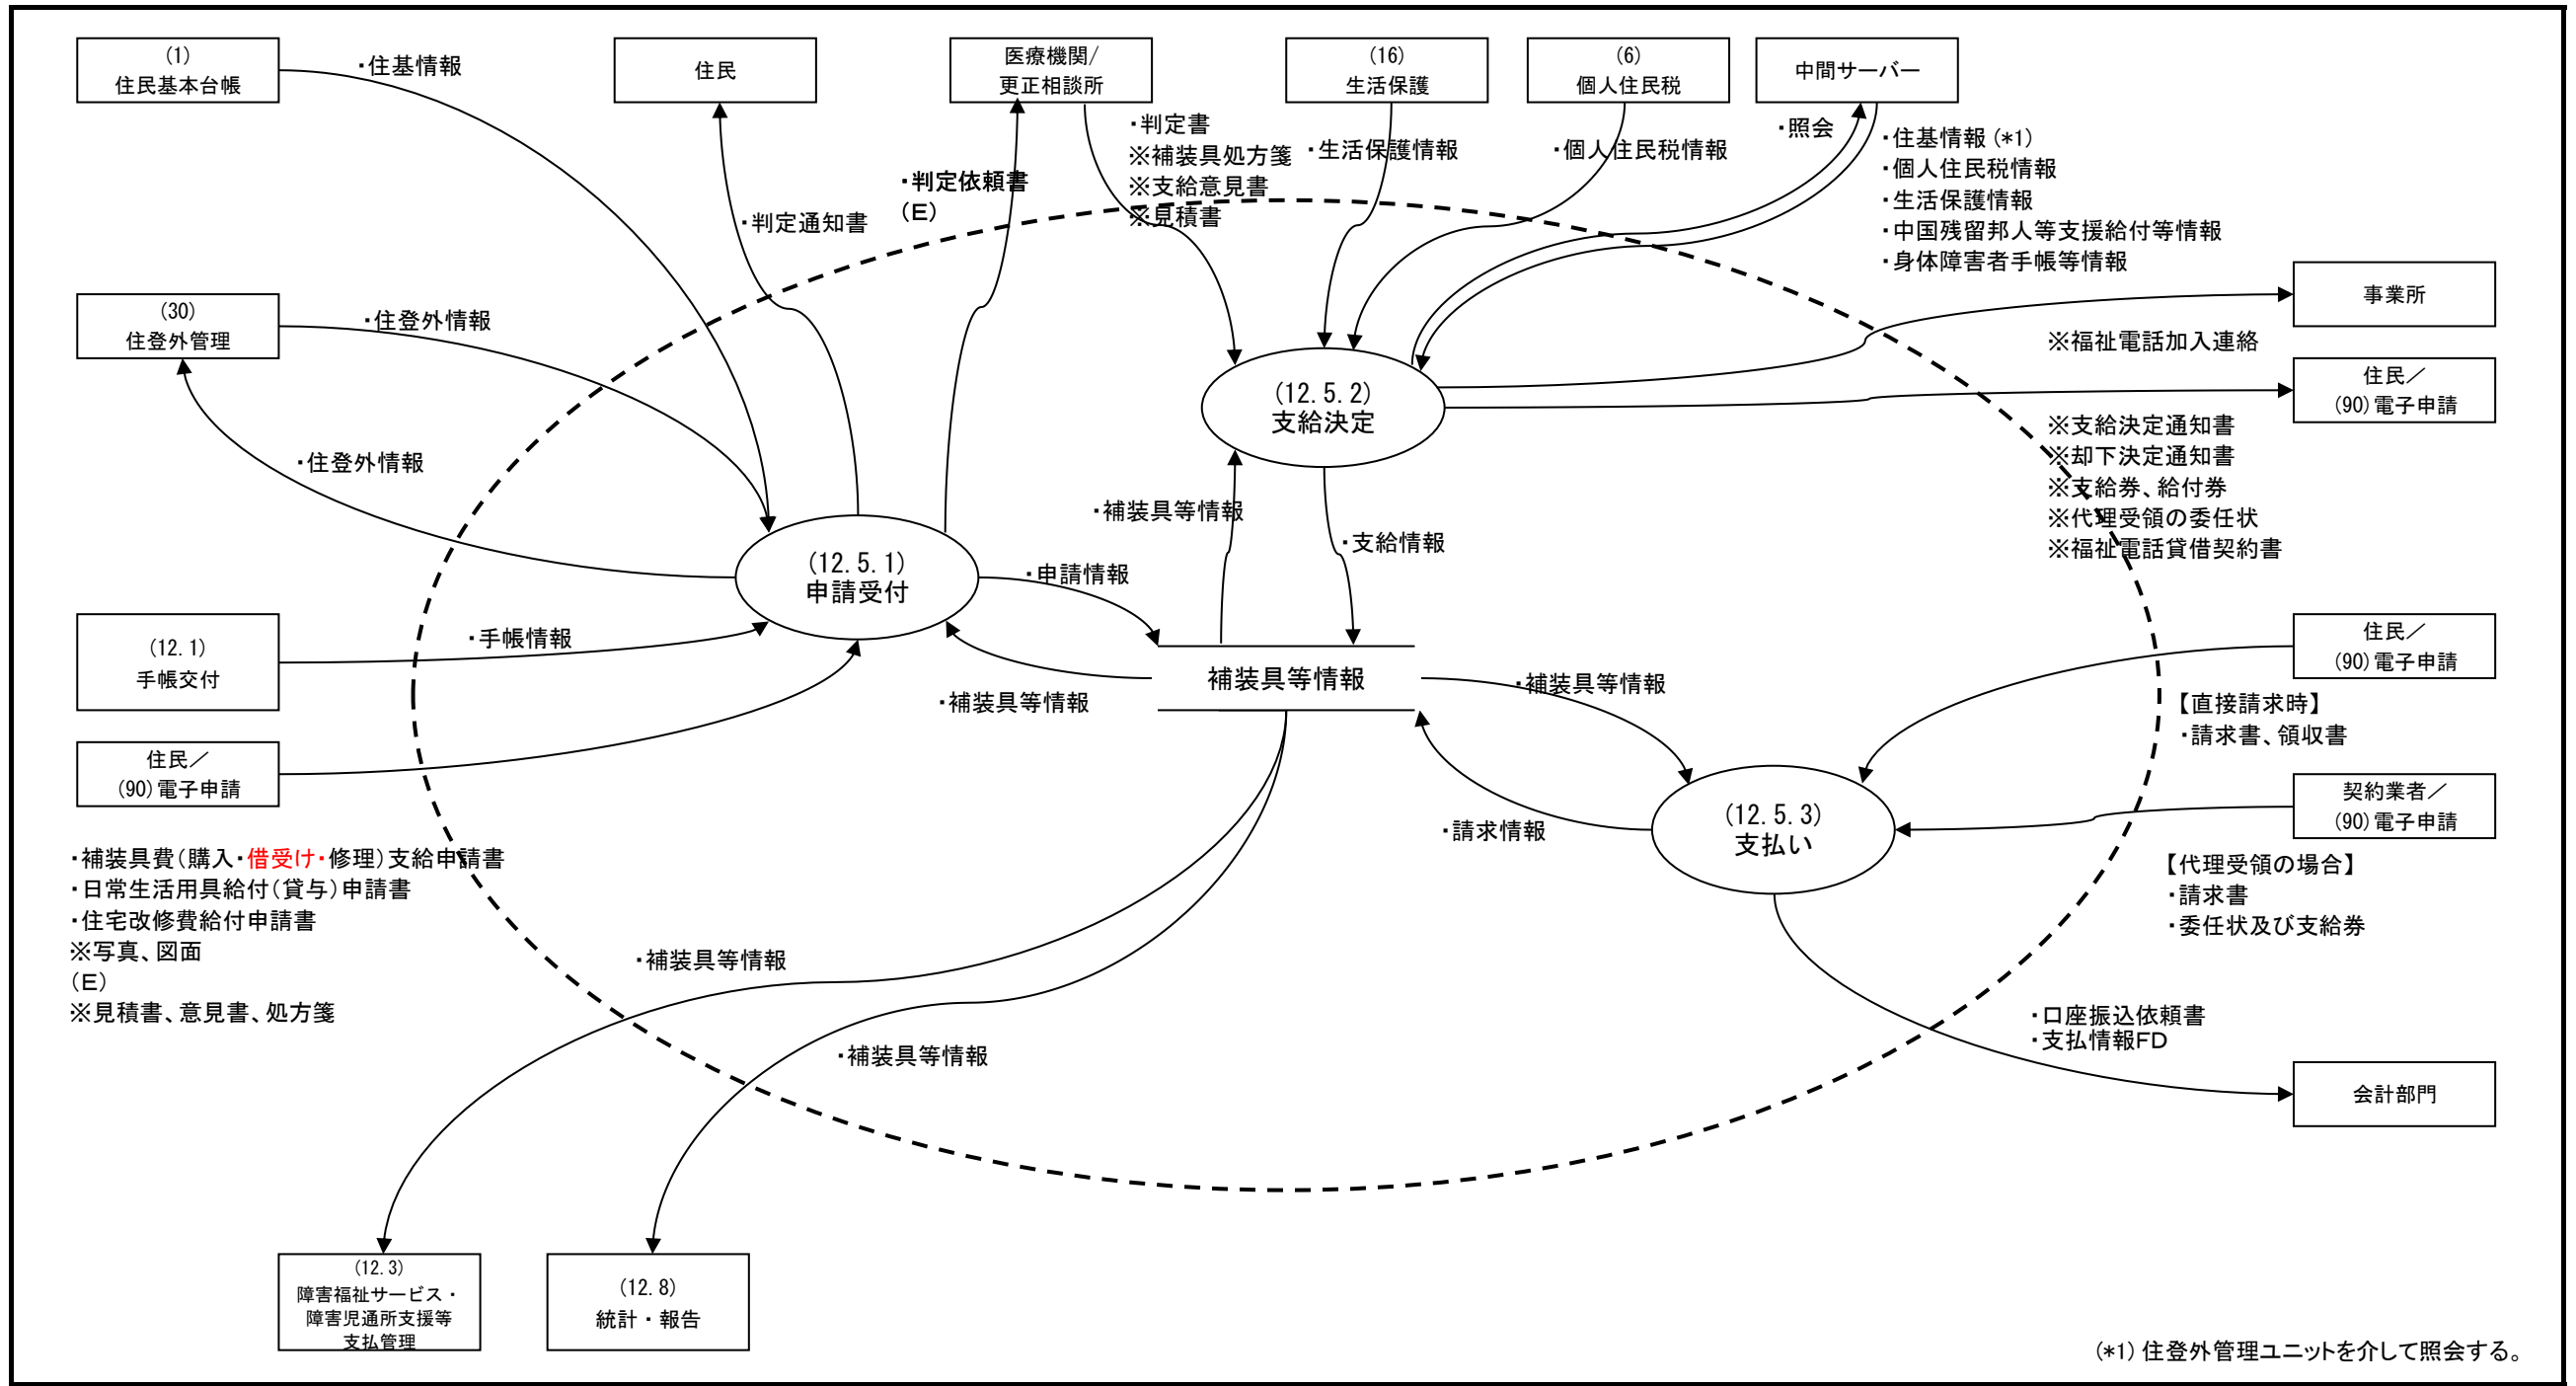 (1)
住民基本台帳
・住基情報
住民
医療機関/
更正相談所
(16)
生活保護
(6)
個人住民税
中間サーバー
・判定書
※補装具処方箋
※支給意見書
※見積書
・生活保護情報
・個人住民税情報
・照会
・住基情報(*1)
・個人住民税情報
・生活保護情報
・中国残留邦人等支援給付等情報
・身体障害者手帳等情報
・判定依頼書
(E)
・判定通知書
(30)
住登外管理
・住登外情報
・住登外情報
事業所
※福祉電話加入連絡
住民／
(90)電子申請
(12.5.2)
支給決定
※支給決定通知書
※却下決定通知書
※支給券、給付券
※代理受領の委任状
※福祉電話貸借契約書
・補装具等情報
・支給情報
(12.5.1)
申請受付
・申請情報
(12.1)
手帳交付
・手帳情報
補装具等情報
・補装具等情報
・補装具等情報
住民／
(90)電子申請
【直接請求時】
・請求書、領収書
住民／
(90)電子申請
(12.5.3)
支払い
・請求情報
契約業者／
(90)電子申請
【代理受領の場合】
・請求書
・委任状及び支給券
・補装具費(購入・借受け・修理)支給申請書
・日常生活用具給付(貸与)申請書
・住宅改修費給付申請書
※写真、図面
(E)
※見積書、意見書、処方箋
・補装具等情報
・補装具等情報
・口座振込依頼書
・支払情報FD
会計部門
(12.3)
障害福祉サービス・
障害児通所支援等
支払管理
(12.8)
統計・報告
(*1)住登外管理ユニットを介して照会する。